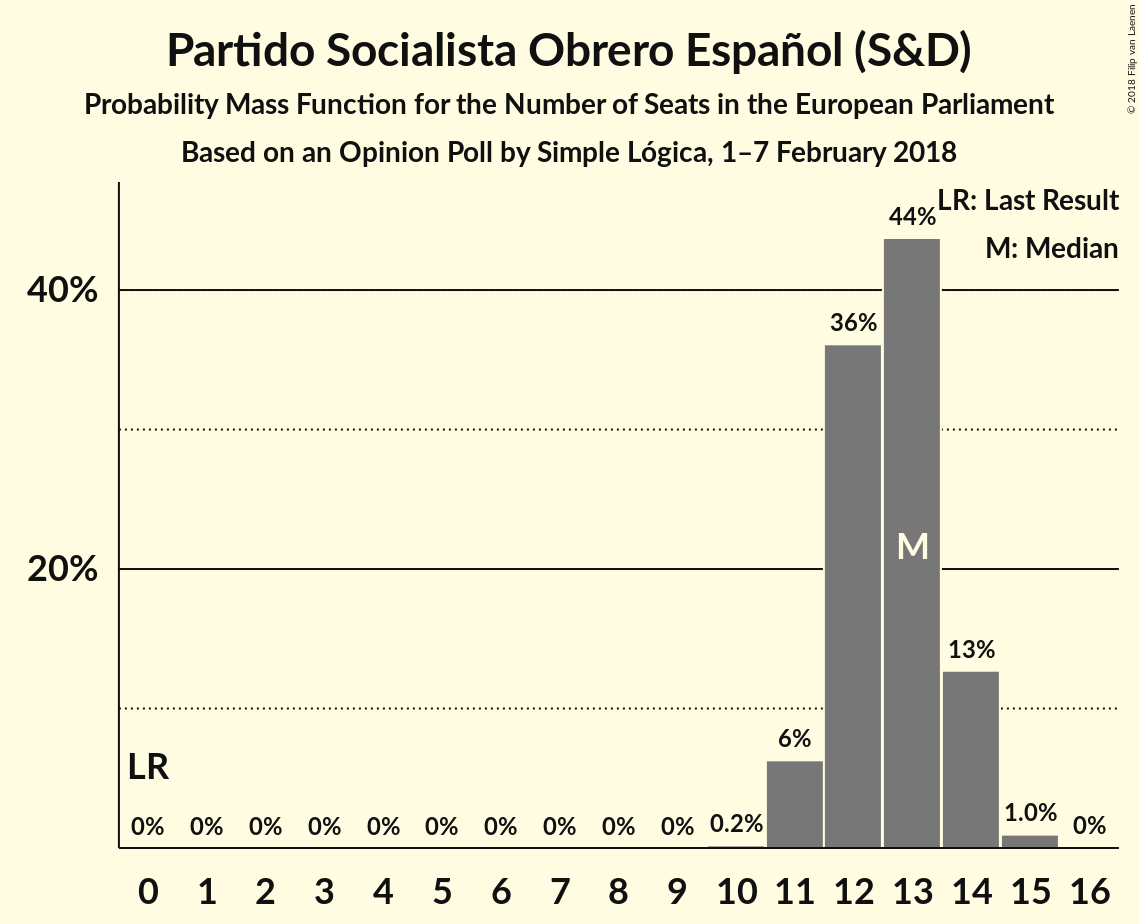 Partido Socialista Obrero Español (S&D)
Probability Mass Function for the Number of Seats in the European Parliament
Based on an Opinion Poll by Simple Lógica, 1–7 February 2018
© 2018 Filip van Laenen
LR: Last Result
M: Median
40%
20%
LR
M
0% 0% 0% 0% 0% 0% 0% 0% 0% 0% 0.2% 6% 36% 44% 13% 1.0% 0%
0 1 2 3 4 5 6 7 8 9 10 11 12 13 14 15 16